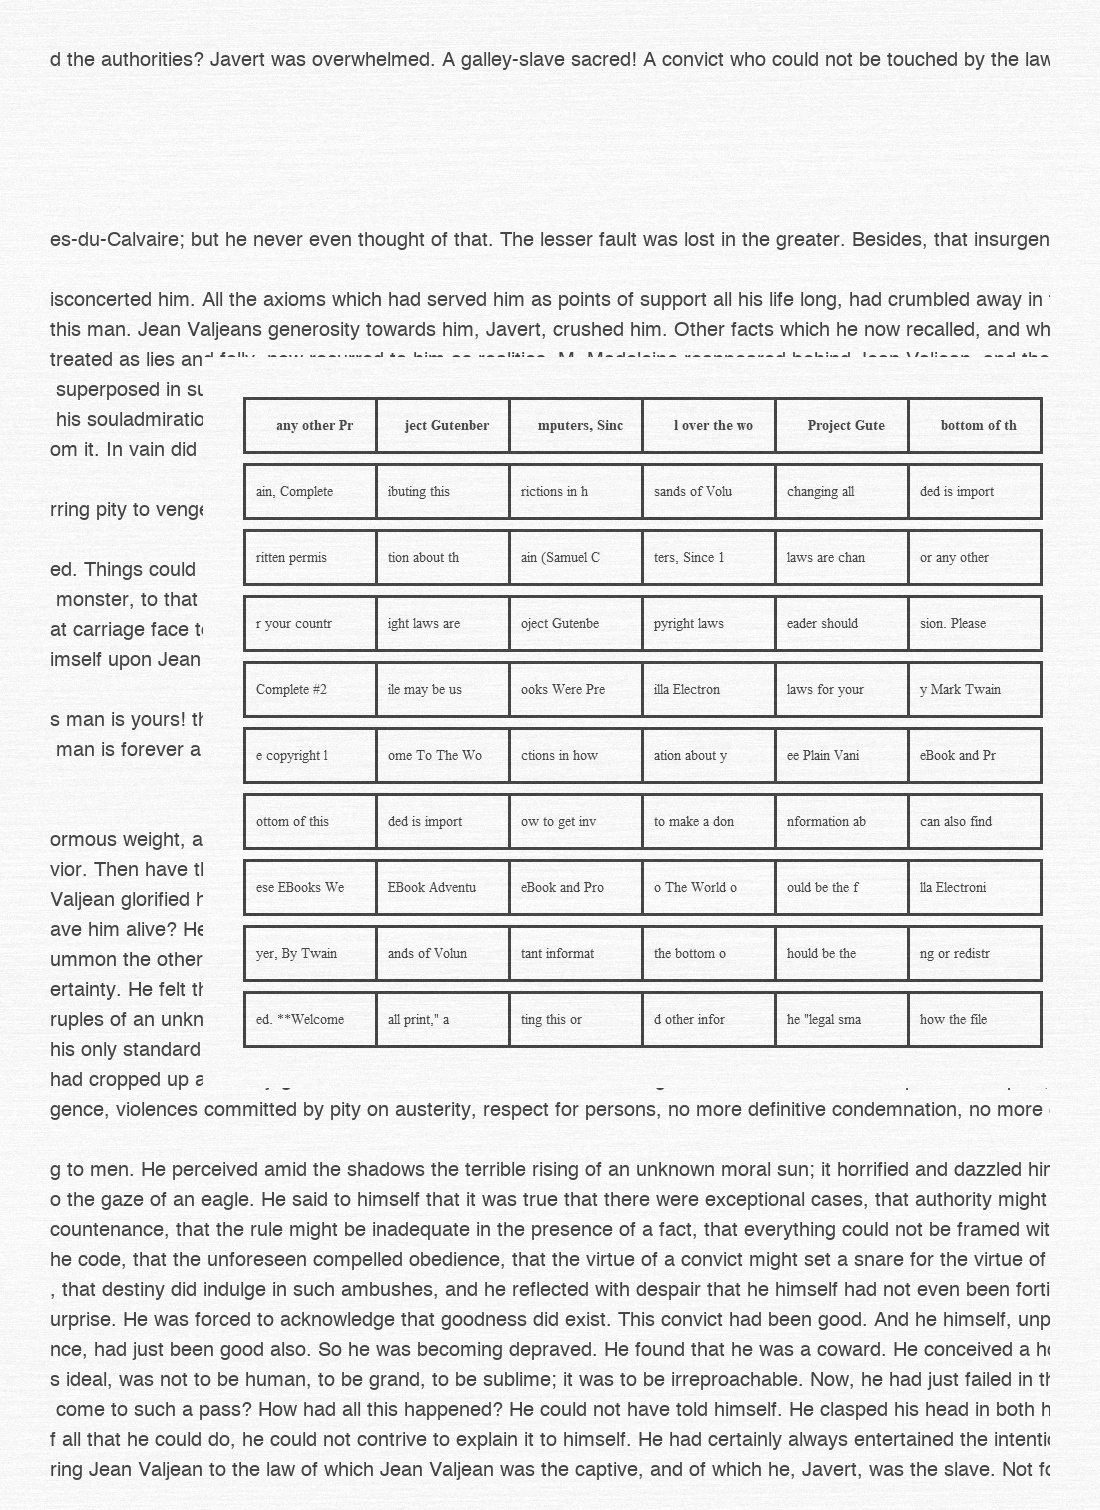 d the authorities? Javert was overwhelmed. A galley-slave sacred! A convict who could not be touched by the law
es-du-Calvaire; but he never even thought of that. The lesser fault was lost in the greater. Besides, that insurgen
isconcerted him. All the axioms which had served him as points of support all his life long, had crumbled away in
this man. Jean Valjeans generosity towards him, Javert, crushed him. Other facts which he now recalled, and wh
treated as lies and folly, now recurred to him as realities. M. Madeleine reappeared behind Jean Valjean, and the
superposed in su
his souladmiratio
om it. In vain did
rring pity to venge
ed. Things could
monster, to that
at carriage face to
imself upon Jean
s man is yours! th
man is forever a
ormous weight, a
vior. Then have th
Valjean glorified h
ave him alive? He
ummon the other
ertainty. He felt th
ruples of an unkn
his only standard
had cropped up a
any other Pr ject Gutenber mputers, Sinc l over the wo Project Gute bottom of th
ain, Complete ibuting this rictions in h sands of Volu changing all ded is import
ritten permis tion about th ain (Samuel C ters, Since 1 laws are chan or any other
r your countr ight laws are oject Gutenbe pyright laws eader should sion. Please
Complete #2 ile may be us ooks Were Pre illa Electron laws for your y Mark Twain
e copyright l ome To The Wo ctions in how ation about y ee Plain Vani eBook and Pr
ottom of this ded is import ow to get inv to make a don nformation ab can also find
ese EBooks We EBook Adventu eBook and Pro o The World o ould be the f lla Electroni
yer, By Twain ands of Volun tant informat the bottom o hould be the ng or redistr
ed. **Welcome all print," a ting this or d other infor he "legal sma how the file
gence, violences committed by pity on austerity, respect for persons, no more definitive condemnation, no more
g to men. He perceived amid the shadows the terrible rising of an unknown moral sun; it horrified and dazzled him
o the gaze of an eagle. He said to himself that it was true that there were exceptional cases, that authority might
countenance, that the rule might be inadequate in the presence of a fact, that everything could not be framed wit
he code, that the unforeseen compelled obedience, that the virtue of a convict might set a snare for the virtue of
, that destiny did indulge in such ambushes, and he reflected with despair that he himself had not even been forti
urprise. He was forced to acknowledge that goodness did exist. This convict had been good. And he himself, unp
nce, had just been good also. So he was becoming depraved. He found that he was a coward. He conceived a ho
s ideal, was not to be human, to be grand, to be sublime; it was to be irreproachable. Now, he had just failed in th
come to such a pass? How had all this happened? He could not have told himself. He clasped his head in both h
f all that he could do, he could not contrive to explain it to himself. He had certainly always entertained the intentio
ring Jean Valjean to the law of which Jean Valjean was the captive, and of which he, Javert, was the slave. Not fo